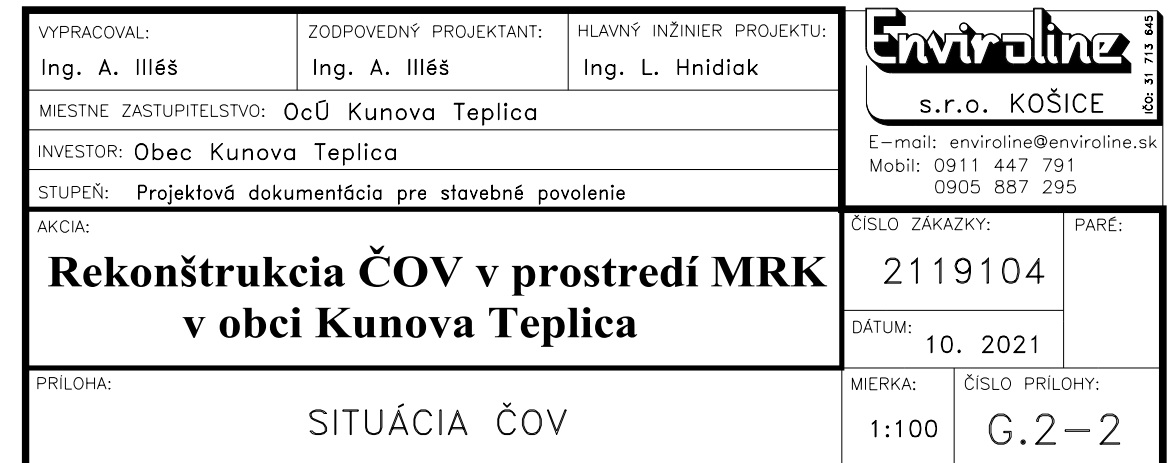 VYPRACOVAL:
Ing. A. Illéš
ZODPOVEDNÝ PROJEKTANT:
Ing. A. Illéš
HLAVNÝ INŽINIER PROJEKTU:
Ing. L. Hnidiak
MIESTNE ZASTUPITELSTVO: OcÚ Kunova Teplica
INVESTOR: Obec Kunova Teplica
STUPEŇ: Projektová dokumentácia pre stavebné povolenie
Enviroline
s.r.o. KOŠICE
IČO: 31 713 645
E-mail: enviroline@enviroline.sk
Mobil: 0911 447 791
0905 887 295
AKCIA:
Rekonštrukcia ČOV v prostredí MRK
v obci Kunova Teplica
ČÍSLO ZÁKAZKY:
2119104
PARÉ:
DÁTUM:
10. 2021
PRÍLOHA:
SITUÁCIA ČOV
MIERKA:
1:100
ČÍSLO PRÍLOHY:
G.2-2